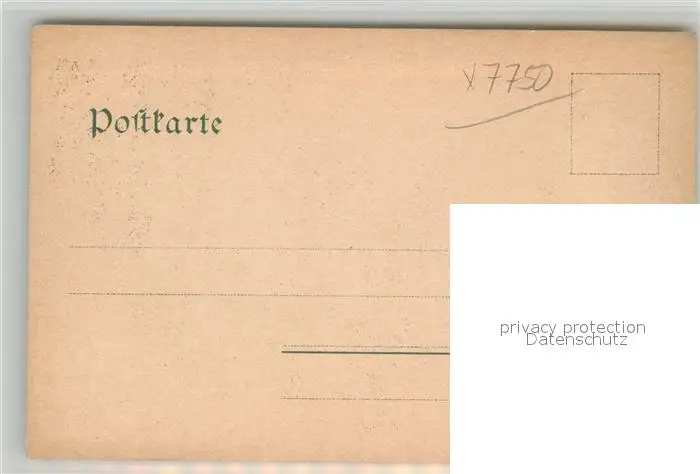 x7750
Postkarte
privacy protection
Datenschutz